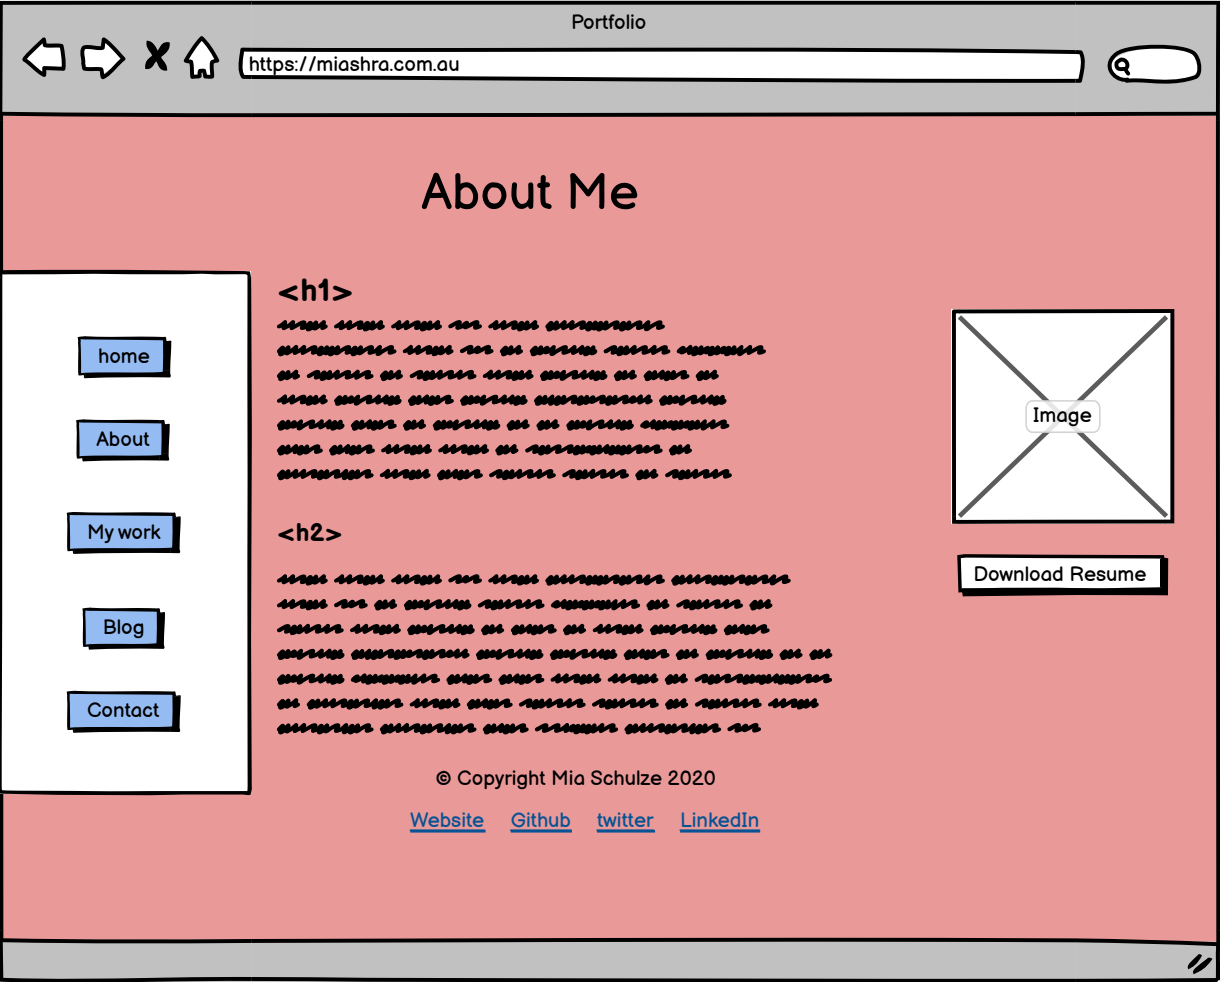 Portfolio
https://miashra.com.au
About Me
home
About
My work
Blog
Contact
<h1>
<h2>
Image
Download Resume
© Copyright Mia Schulze 2020
Website Github twitter LinkedIn